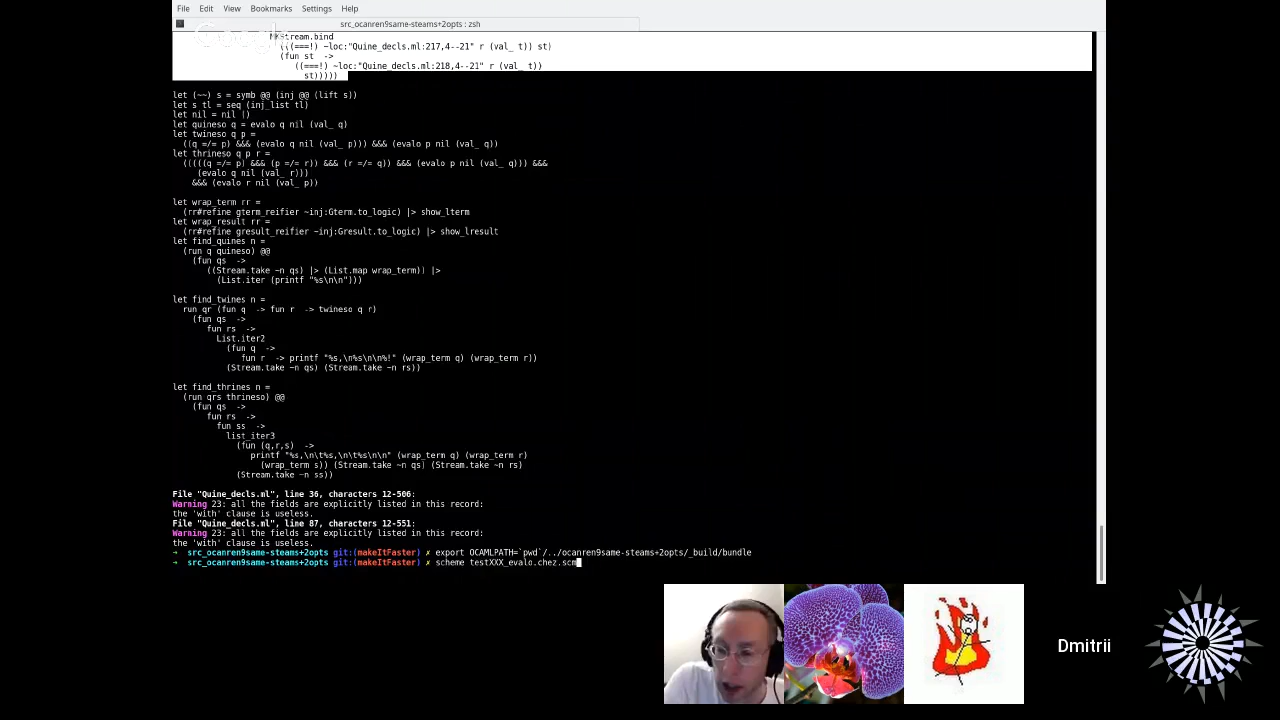 File Edit View Bookmarks Settings Help
src_ocanren9same-steams+2opts : zsh
MKStream.bind
(((===!) ~loc:"Quine_decls.ml:217,4--21" r (val_ t)) st)
(fun st ->
((===!) ~loc:"Quine_decls.ml:218,4--21" r (val_ t))
st)))))
let (~~) s = symb @@ (inj @@ (lift s))
let s tl = seq (inj_list tl)
let nil = nil ()
let quineso q = evalo q nil (val_ q)
let twineso q p =
((q =/= p) &&& (evalo q nil (val_ p))) &&& (evalo p nil (val_ q))
let thrineso q p r =
(((((q =/= p) &&& (p =/= r)) &&& (r =/= q)) &&& (evalo p nil (val_ q))) &&&
(evalo q nil (val_ r)))
&&& (evalo r nil (val_ p))
let wrap_term rr =
(rr#refine gterm_reifier ~inj:Gterm.to_logic) |> show_lterm
let wrap_result rr =
(rr#refine gresult_reifier ~inj:Gresult.to_logic) |> show_lresult
let find_quines n =
(run q quineso) @@
(fun qs ->
((Stream.take ~n qs) |> (List.map wrap_term)) |>
(List.iter (printf "%s\n\n")))
let find_twines n =
run qr (fun q -> fun r -> twineso q r)
(fun qs ->
fun rs ->
List.iter2
(fun q ->
fun r -> printf "%s,\n%s\n\n%!" (wrap_term q) (wrap_term r))
(Stream.take ~n qs) (Stream.take ~n rs))
let find_thrines n =
(run qrs thrineso) @@
(fun qs ->
fun rs ->
fun ss ->
list_iter3
(fun (q,r,s) ->
printf "%s,\n\t%s,\n\t%s\n\n" (wrap_term q) (wrap_term r)
(wrap_term s)) (Stream.take ~n qs) (Stream.take ~n rs)
(Stream.take ~n ss))
File "Quine_decls.ml", line 36, characters 12-506:
Warning 23: all the fields are explicitly listed in this record:
the 'with' clause is useless.
File "Quine_decls.ml", line 87, characters 12-551:
Warning 23: all the fields are explicitly listed in this record:
the 'with' clause is useless.
→ src_ocanren9same-steams+2opts git:(makeItFaster) ✗ export OCAMLPATH=`pwd`/../ocanren9same-steams+2opts/_build/bundle
→ src_ocanren9same-steams+2opts git:(makeItFaster) ✗ scheme testXXX_evalo.chez.scm
Google
Dmitrii